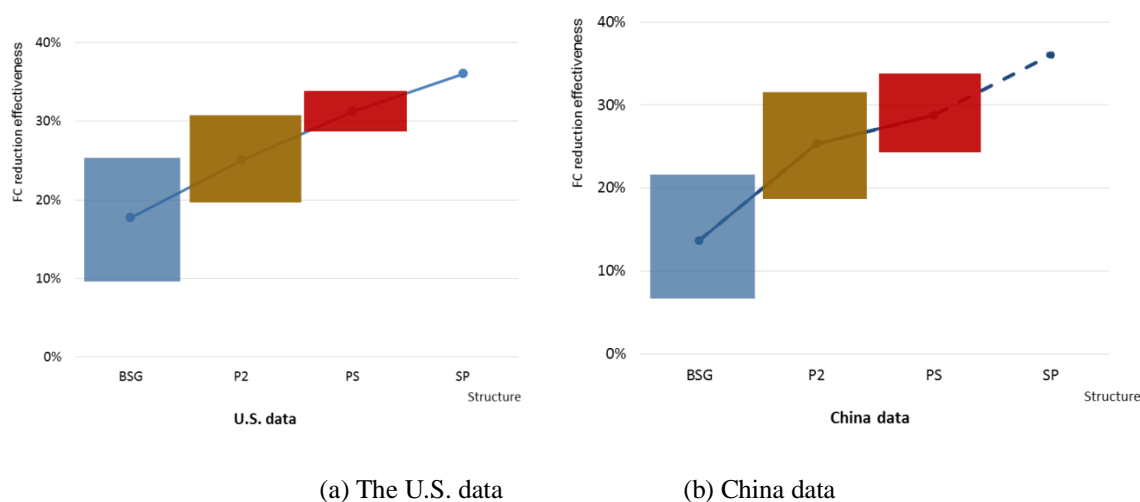 FC reduction effectiveness
40%
30%
20%
10%
0%
BSG P2 PS SP
Structure
U.S. data
FC reduction effectiveness
40%
30%
20%
10%
0%
BSG P2 PS SP
Structure
China data
(a) The U.S. data (b) China data